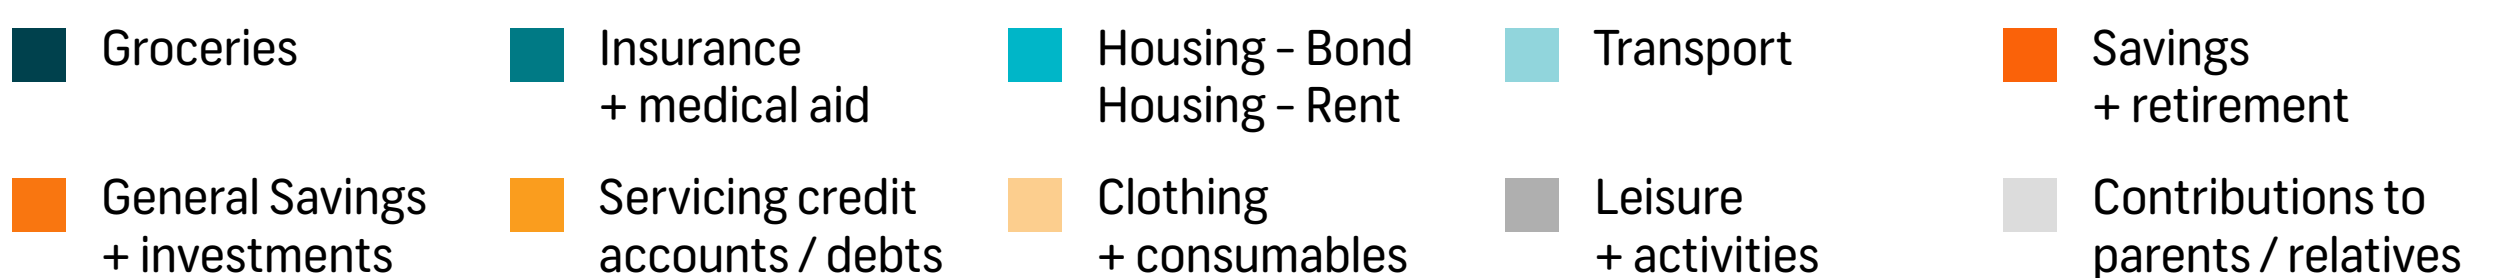 Groceries
Insurance
+ medical aid
Housing – Bond
Housing – Rent
Transport
Savings
+ retirement
General Savings
+ investments
Servicing credit
accounts / debts
Clothing
+ consumables
Leisure
+ activities
Contributions to
parents / relatives